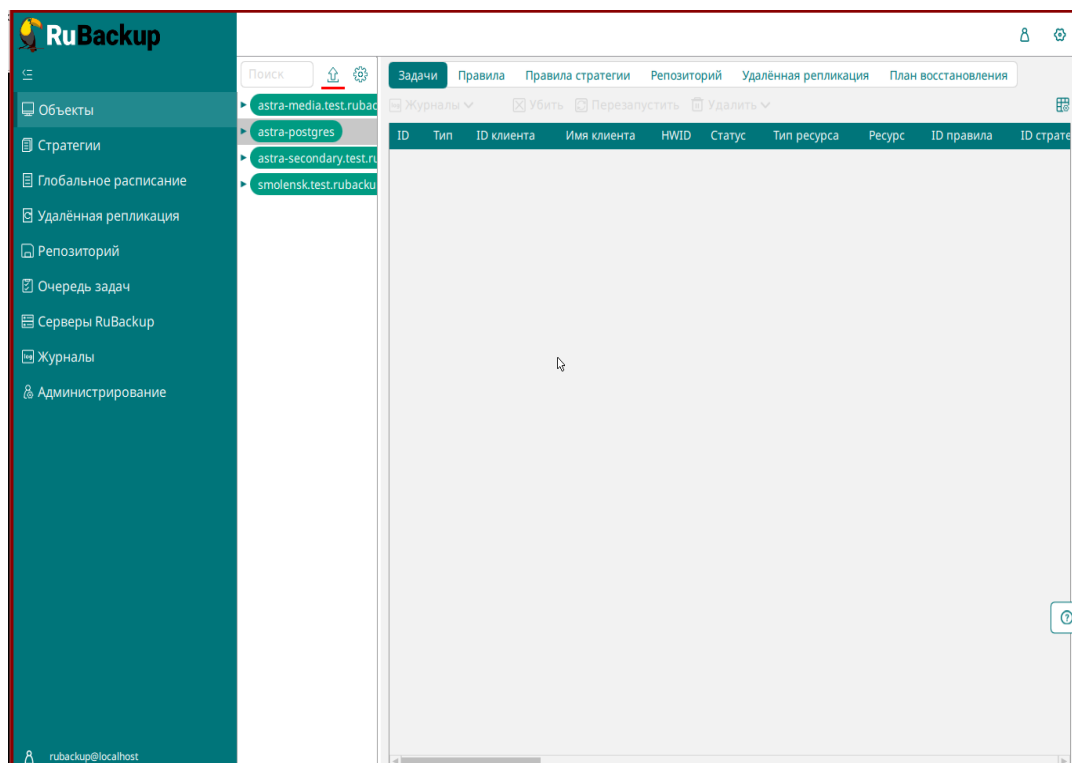 RuBackup
Объекты
Стратегии
Глобальное расписание
Удалённая репликация
Репозиторий
Очередь задач
Серверы RuBackup
log Журналы
Администрирование
rubackup@localhost
Поиск
astra-media.test.rubac
astra-postgres
astra-secondary.test.ru
smolensk.test.rubacku
Задачи Правила Правила стратегии Репозиторий Удалённая репликация План восстановления
Журналы Убить Перезапустить Удалить
ID Тип ID клиента Имя клиента HWID Статус Тип ресурса Ресурс ID правила ID страте